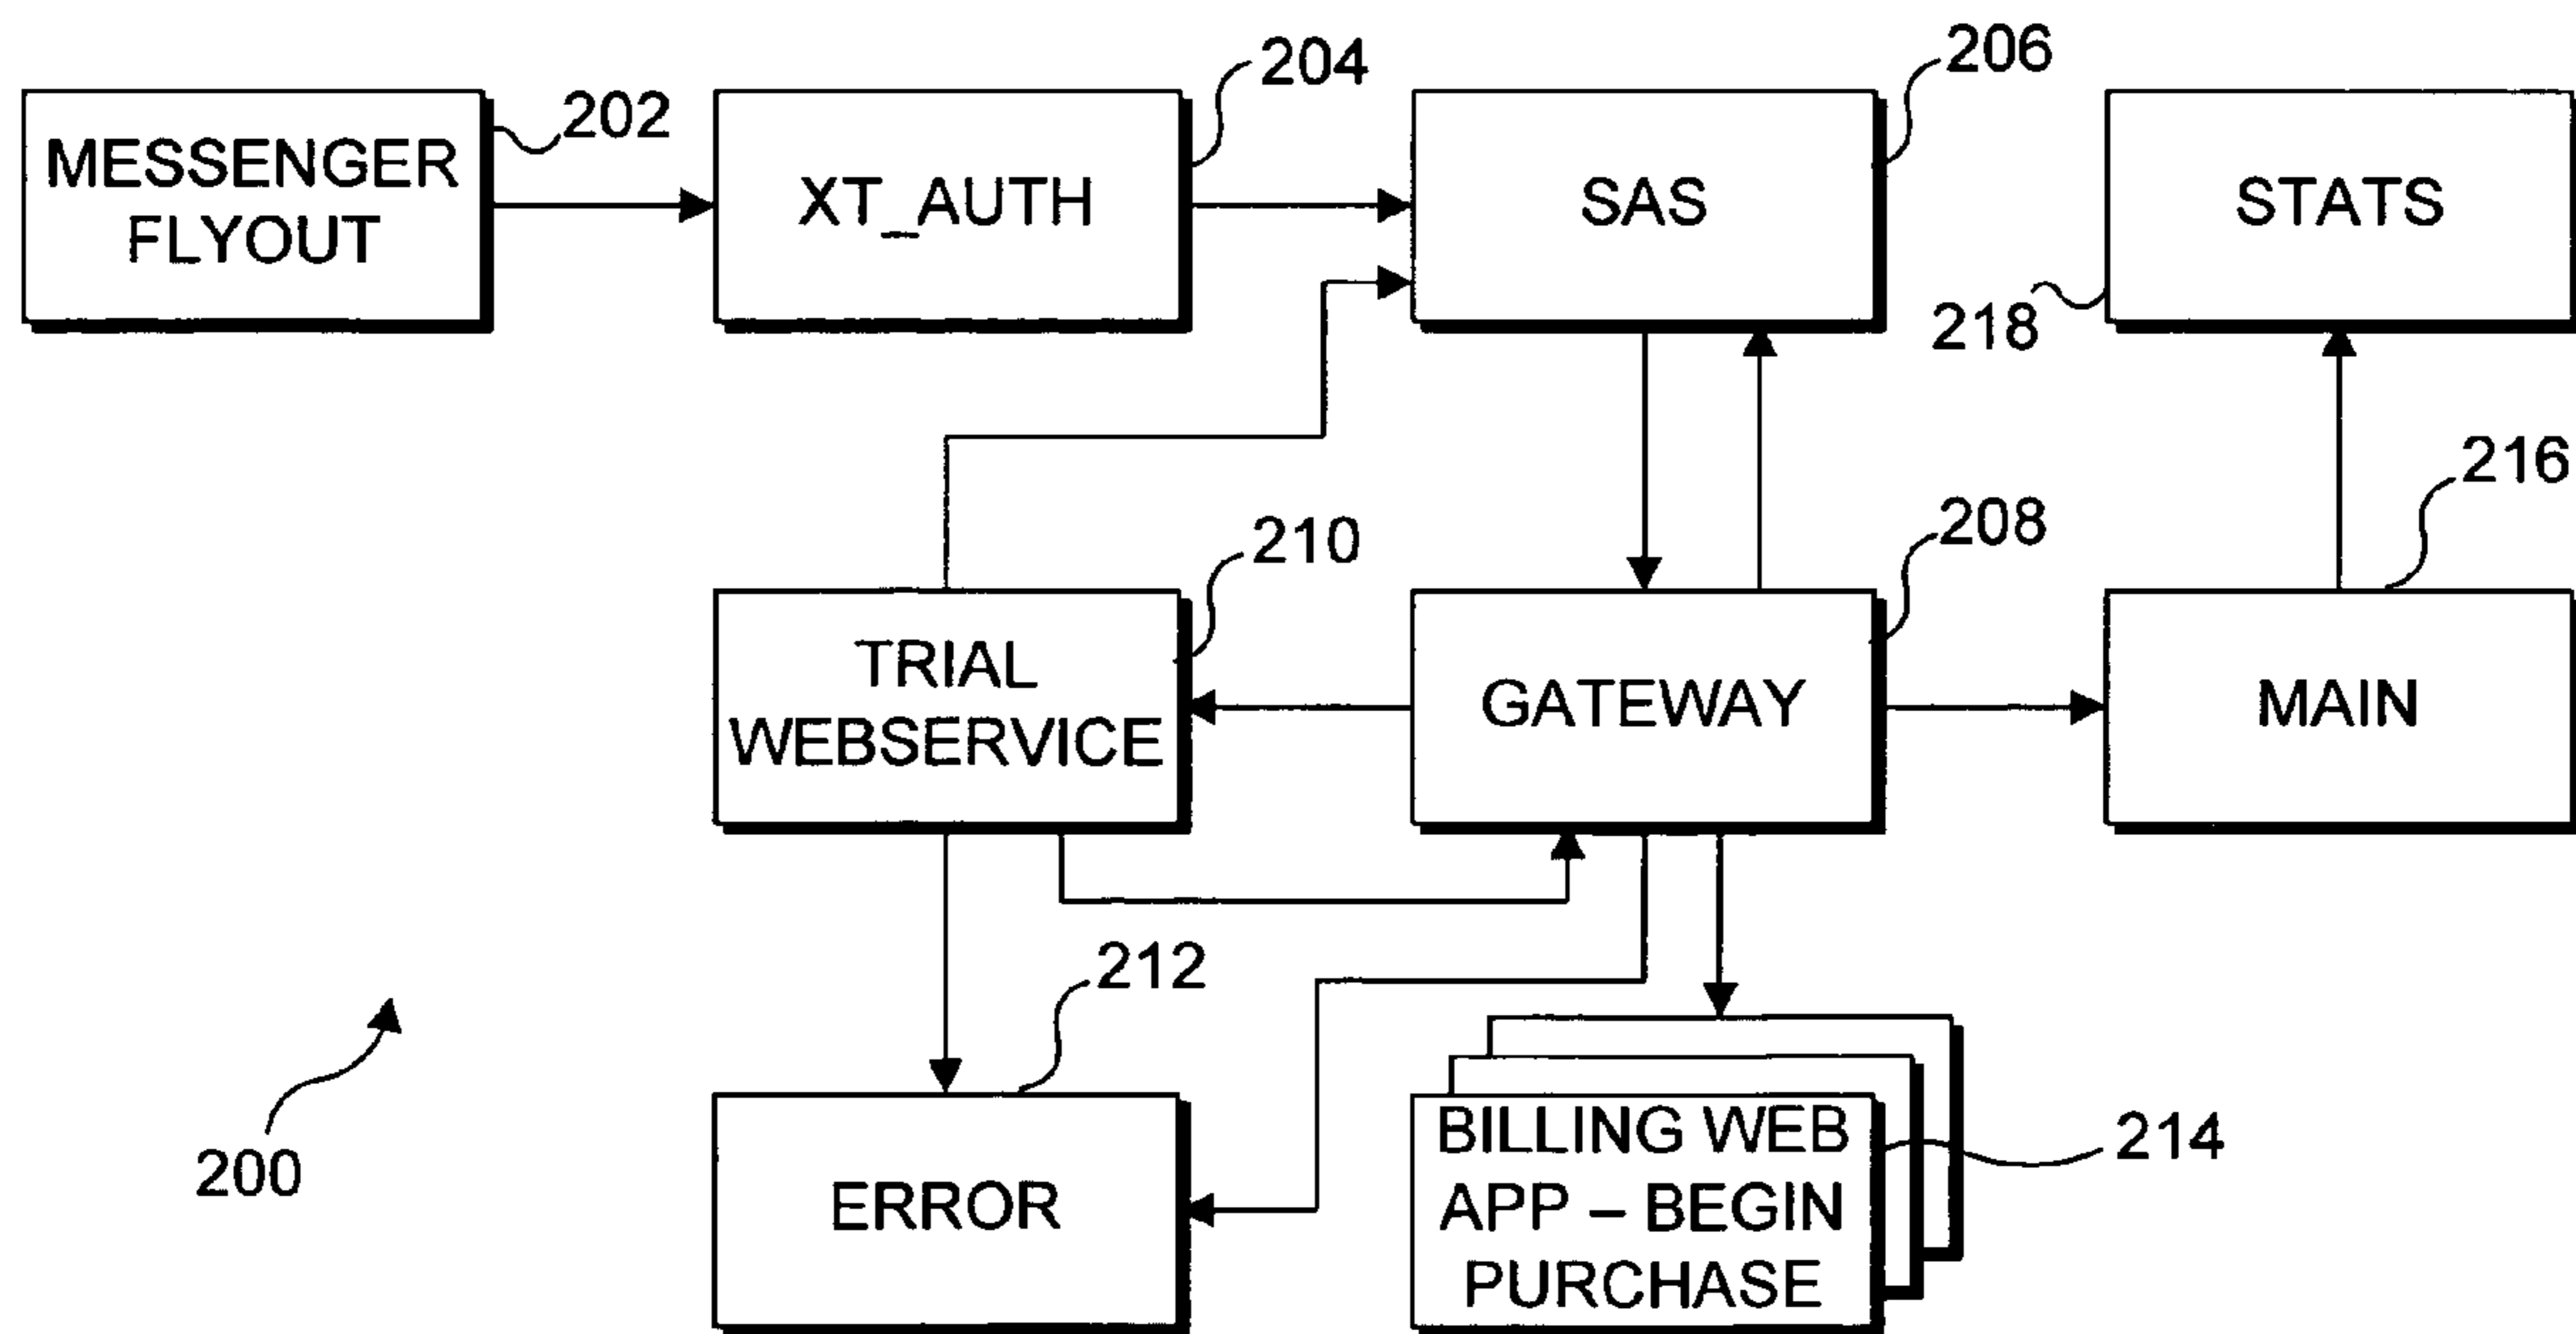 204
206
202
MESSENGER
FLYOUT
XT_AUTH
SAS
STATS
218
216
210
208
TRIAL
WEBSERVICE
GATEWAY
MAIN
212
200
ERROR
BILLING WEB
APP – BEGIN
PURCHASE
214